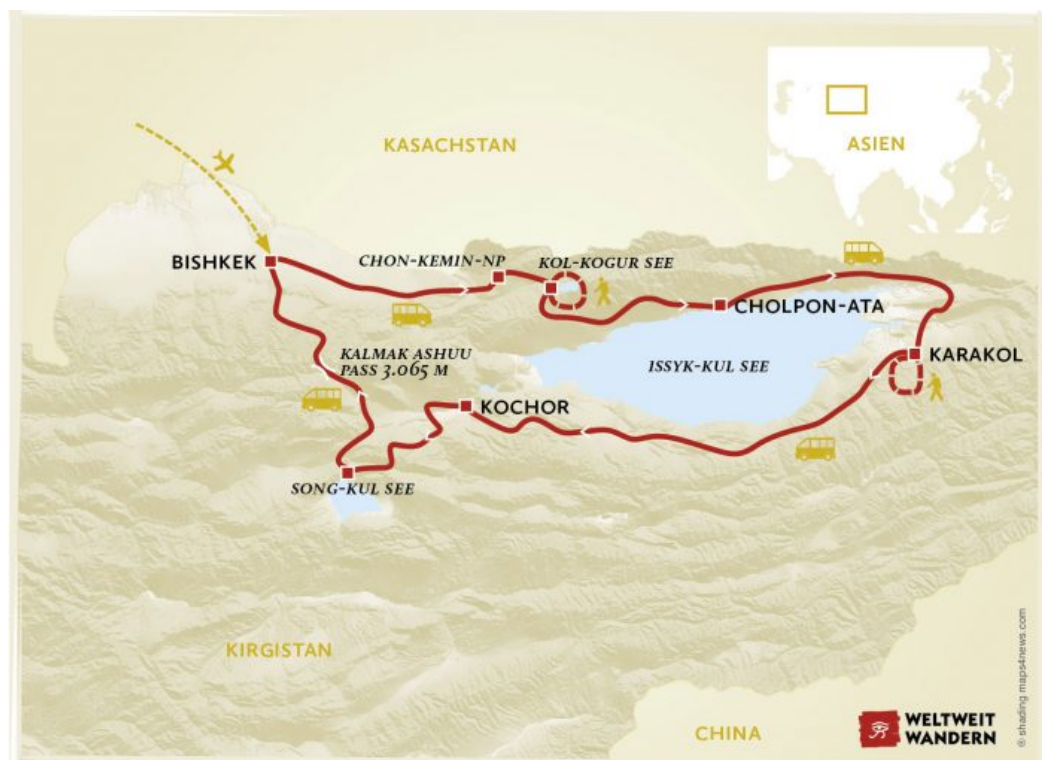 KASACHSTAN
ASIEN
BISHKEK
CHON-KEMIN-NP
KOL-KOGUR SEE
CHOLPON-ATA
KALMAK ASHUU
PASS 3.065 M
ISSYK-KUL SEE
KARAKOL
KOCHOR
SONG-KUL SEE
KIRGISTAN
CHINA
WELTWEIT
WANDERN
© shading maps4news.com